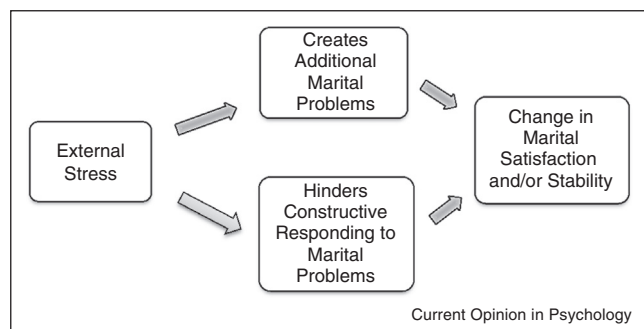 External
Stress
Creates
Additional
Marital
Problems
Hinders
Constructive
Responding to
Marital
Problems
Change in
Marital
Satisfaction
and/or Stability
Current Opinion in Psychology